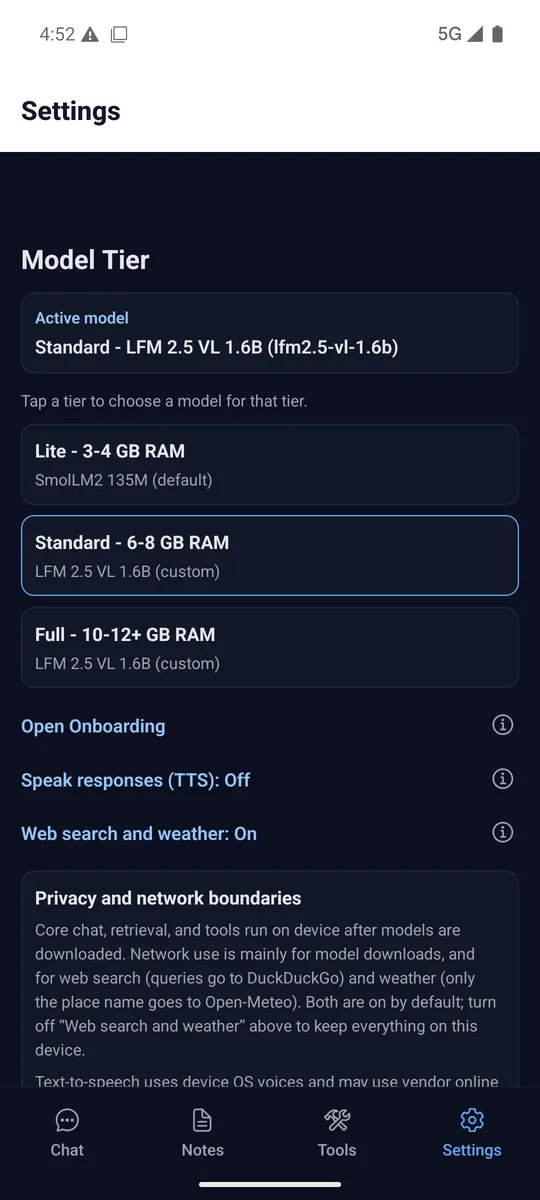 4:52
5G
Settings
Model Tier
Active model
Standard - LFM 2.5 VL 1.6B (lfm2.5-vl-1.6b)
Tap a tier to choose a model for that tier.
Lite - 3-4 GB RAM
SmolLM2 135M (default)
Standard - 6-8 GB RAM
LFM 2.5 VL 1.6B (custom)
Full - 10-12+ GB RAM
LFM 2.5 VL 1.6B (custom)
Open Onboarding
Speak responses (TTS): Off
Web search and weather: On
Privacy and network boundaries
Core chat, retrieval, and tools run on device after models are
downloaded. Network use is mainly for model downloads, and
for web search (queries go to DuckDuckGo) and weather (only
the place name goes to Open-Meteo). Both are on by default; turn
off “Web search and weather” above to keep everything on this
device.
Text-to-speech uses device OS voices and may use vendor online
Chat
Notes
Tools
Settings